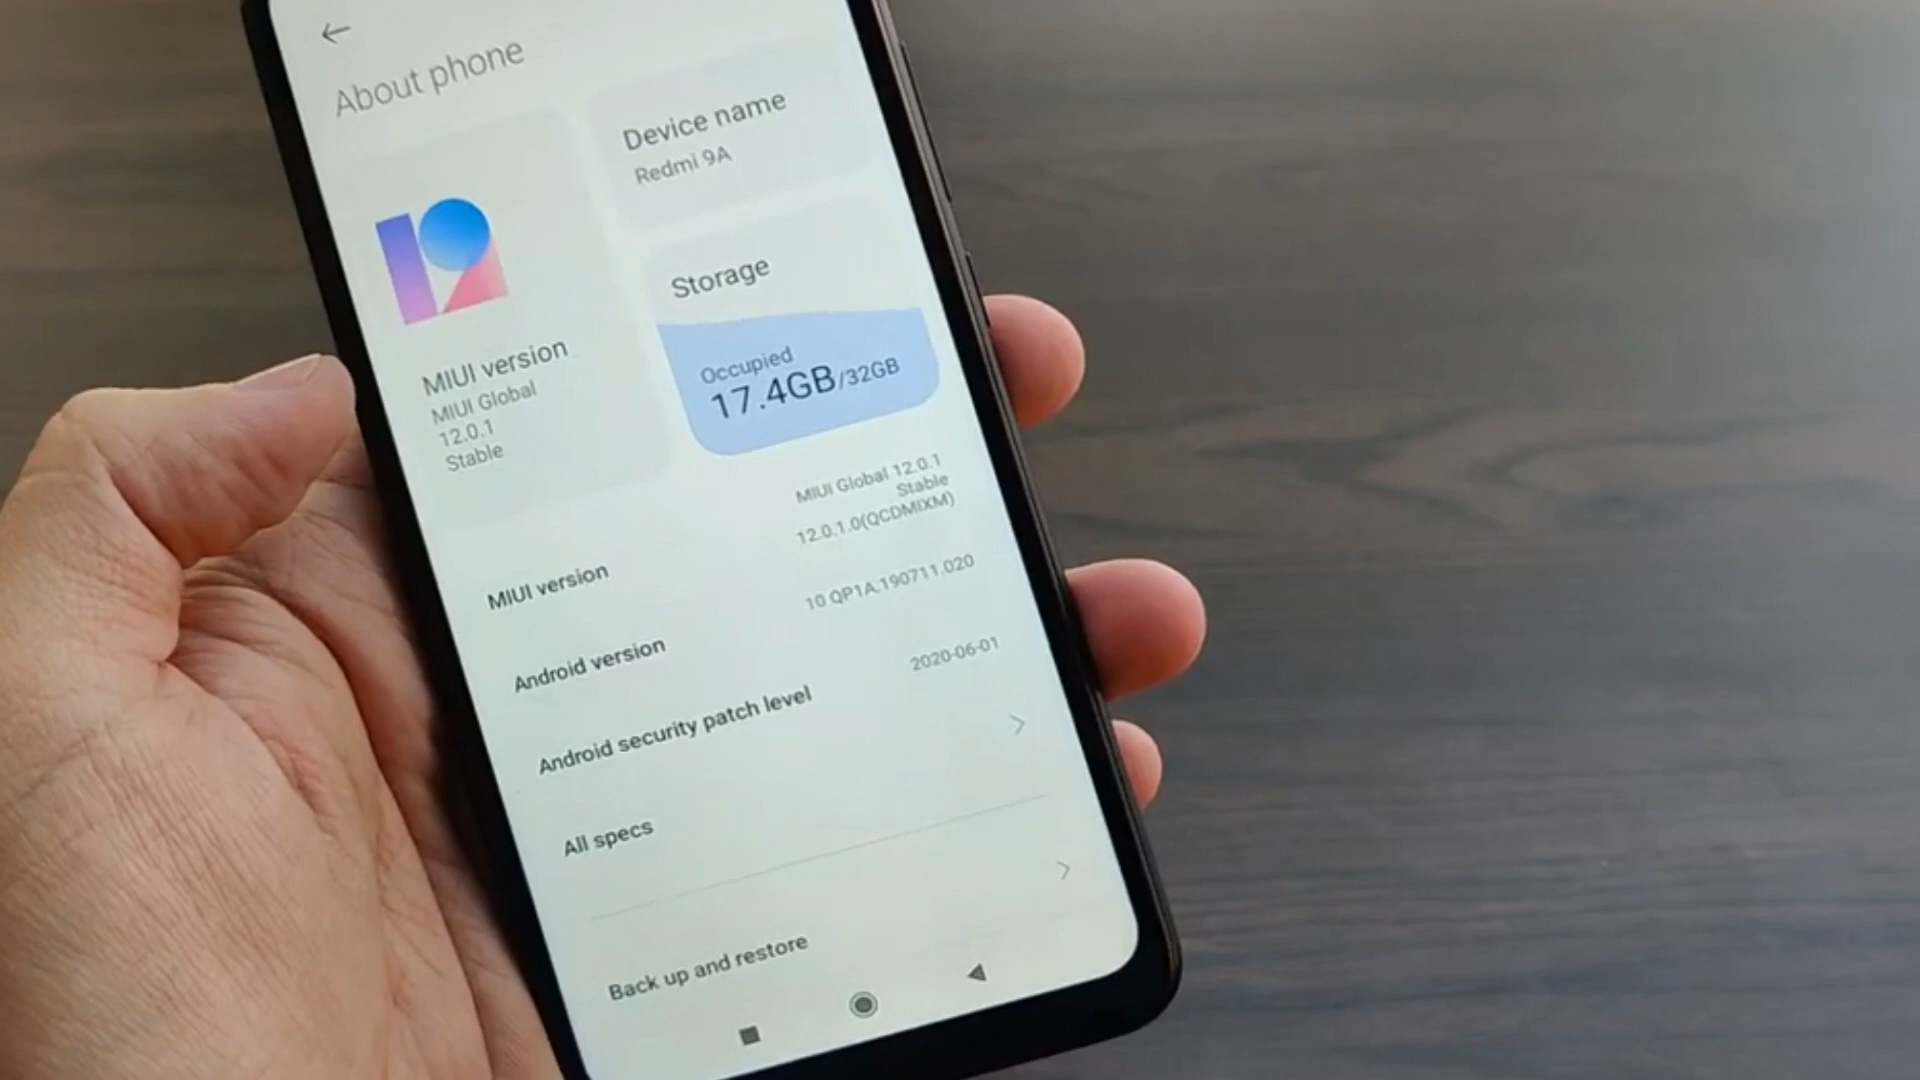 About phone
Device name
Redmi 9A
MIUI version
MIUI Global
12.0.1
Stable
Storage
Occupied
17.4GB/32GB
MIUI version
MIUI Global 12.0.1
Stable
12.0.1.0(QCDMIXM)
Android version
10 QP1A.190711.020
Android security patch level
2020-06-01
All specs
Back up and restore